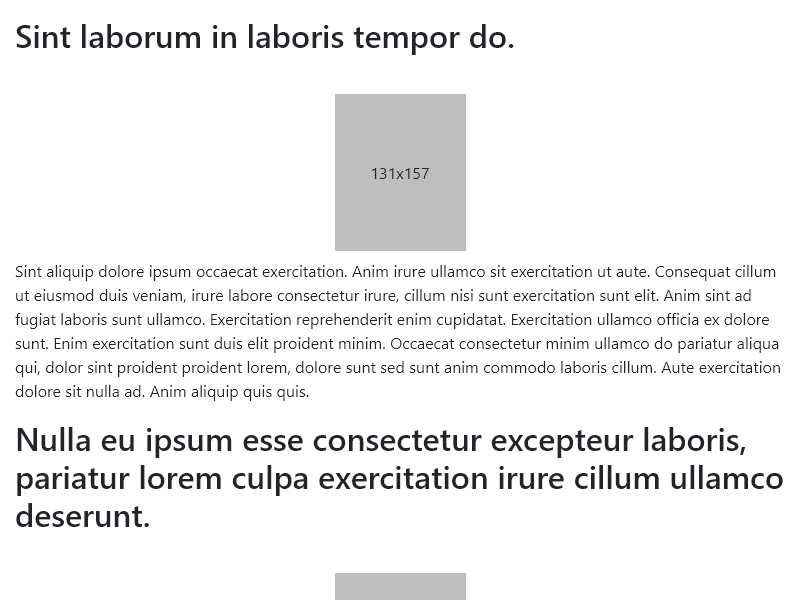 Sint laborum in laboris tempor do.
131x157
Sint aliquip dolore ipsum occaecat exercitation. Anim irure ullamco sit exercitation ut aute. Consequat cillum
ut eiusmod duis veniam, irure labore consectetur irure, cillum nisi sunt exercitation sunt elit. Anim sint ad
fugiat laboris sunt ullamco. Exercitation reprehenderit enim cupidatat. Exercitation ullamco officia ex dolore
sunt. Enim exercitation sunt duis elit proident minim. Occaecat consectetur minim ullamco do pariatur aliqua
qui, dolor sint proident proident lorem, dolore sunt sed sunt anim commodo laboris cillum. Aute exercitation
dolore sit nulla ad. Anim aliquip quis quis.
Nulla eu ipsum esse consectetur excepteur laboris,
pariatur lorem culpa exercitation irure cillum ullamco
deserunt.